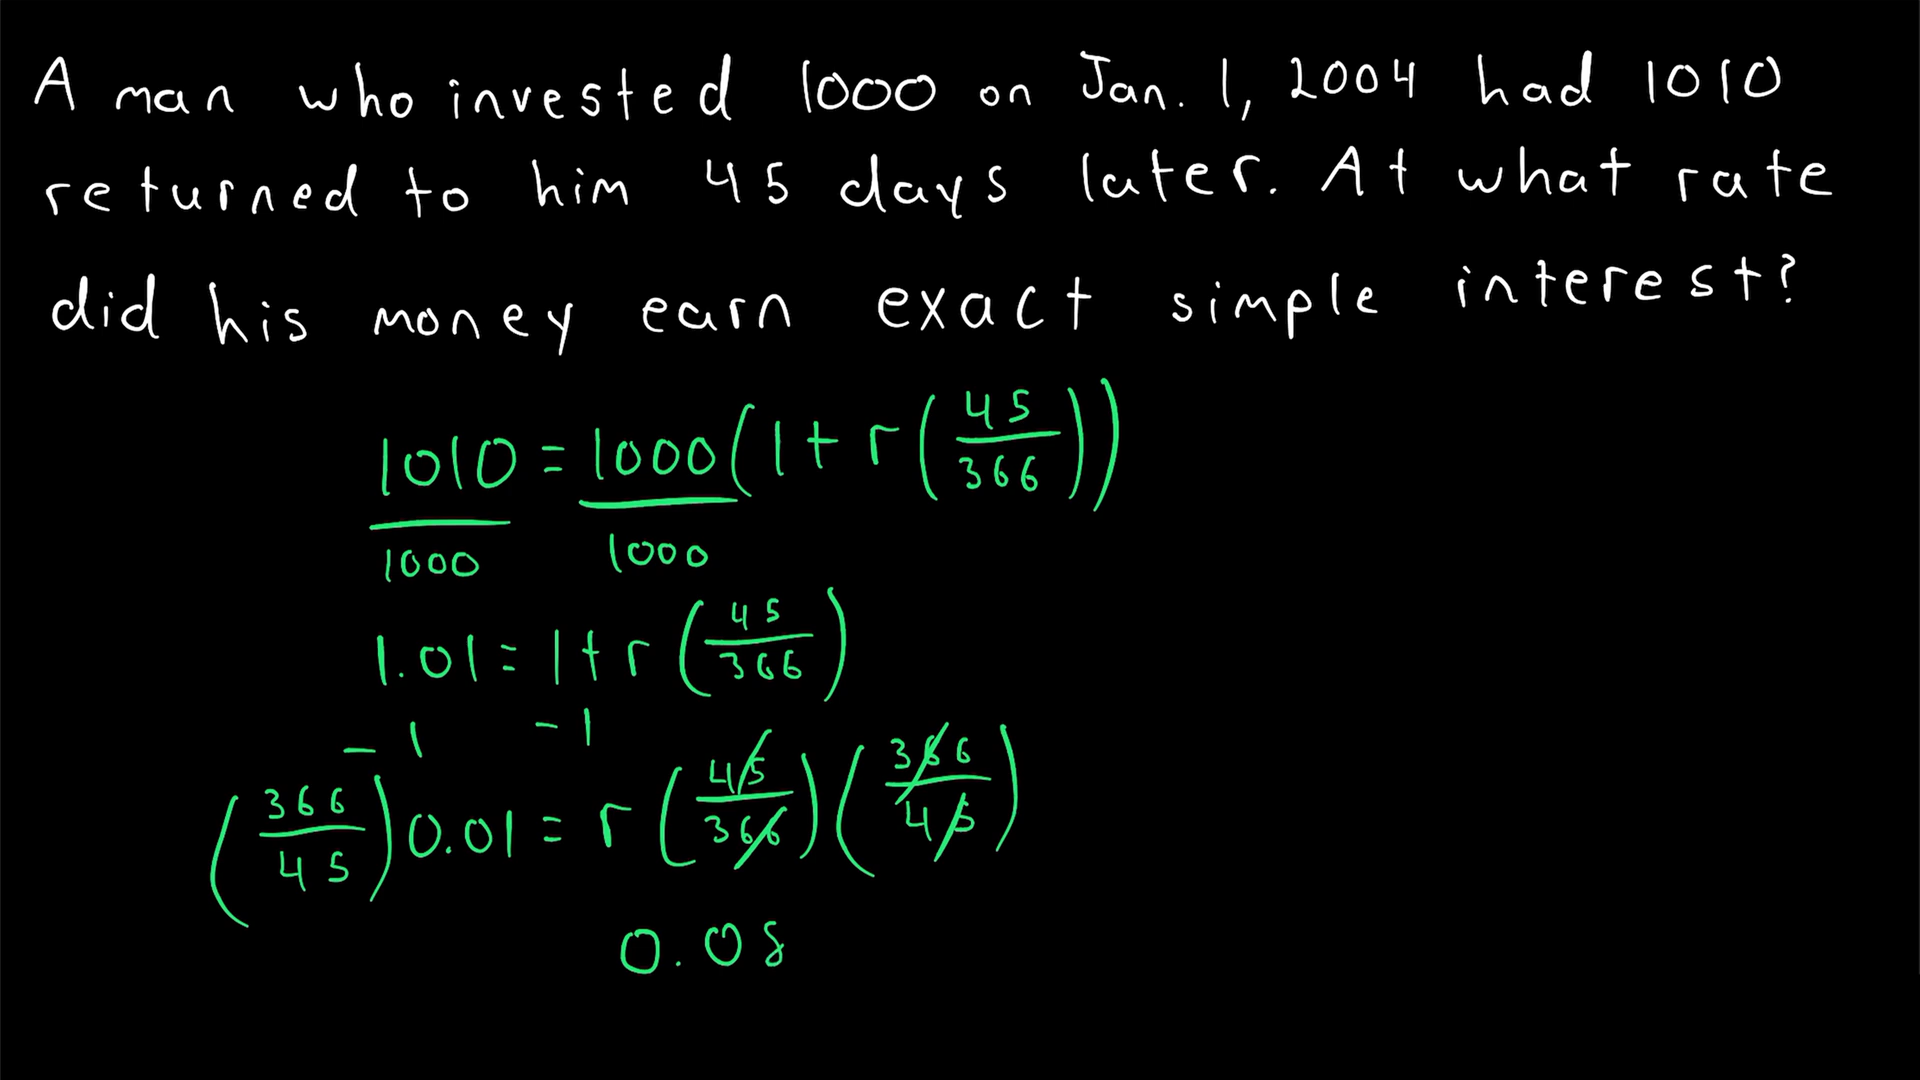 A man who invested 1000 on Jan. 1, 2004 had 1010
returned to him 45 days later. At what rate
did his money earn exact simple interest?
1010 = 1000(1 + r(45/366))
1000 1000
1.01 = 1 + r(45/366)
- 1 - 1
(366/45) 0.01 = r(45/366)(366/45)
0.08